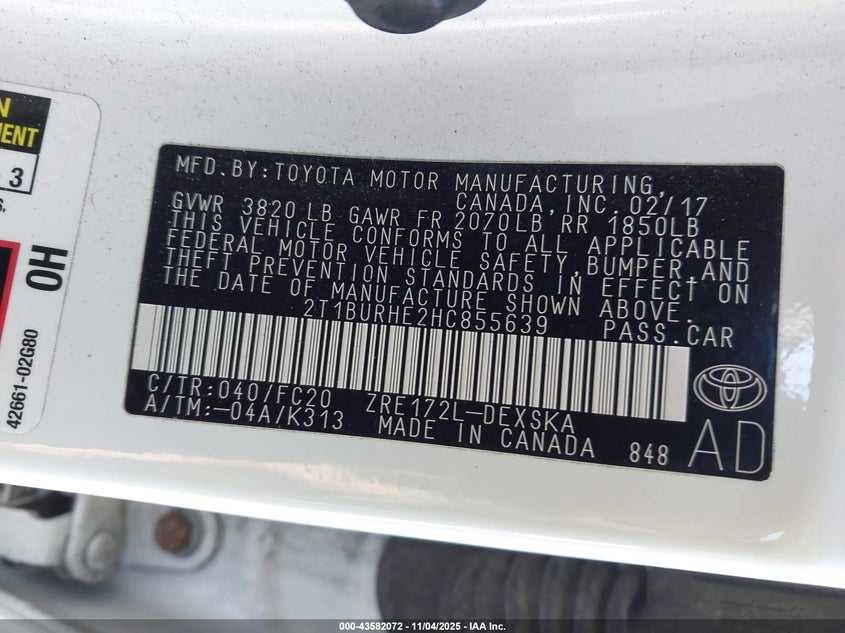 N
MENT
3
S.
OH
42661-02G80
MFD.BY:TOYOTA MOTOR MANUFACTURING,
CANADA,INC.02/17
GVWR 3820LB GAWR FR 2070LB RR 1850LB
THIS VEHICLE CONFORMS TO ALL APPLICABLE
FEDERAL MOTOR VEHICLE SAFETY,BUMPER,AND
THEFT PREVENTION STANDARDS IN EFFECT ON
THE DATE OF MANUFACTURE SHOWN ABOVE.
2T1BURHE2HC855639 PASS.CAR
C/TR:040/FC20 ZRE172L-DEXSKA
A/TM:-04A/K313 MADE IN CANADA 848 AD
000-43582072 — 11/04/2025 — IAA Inc.